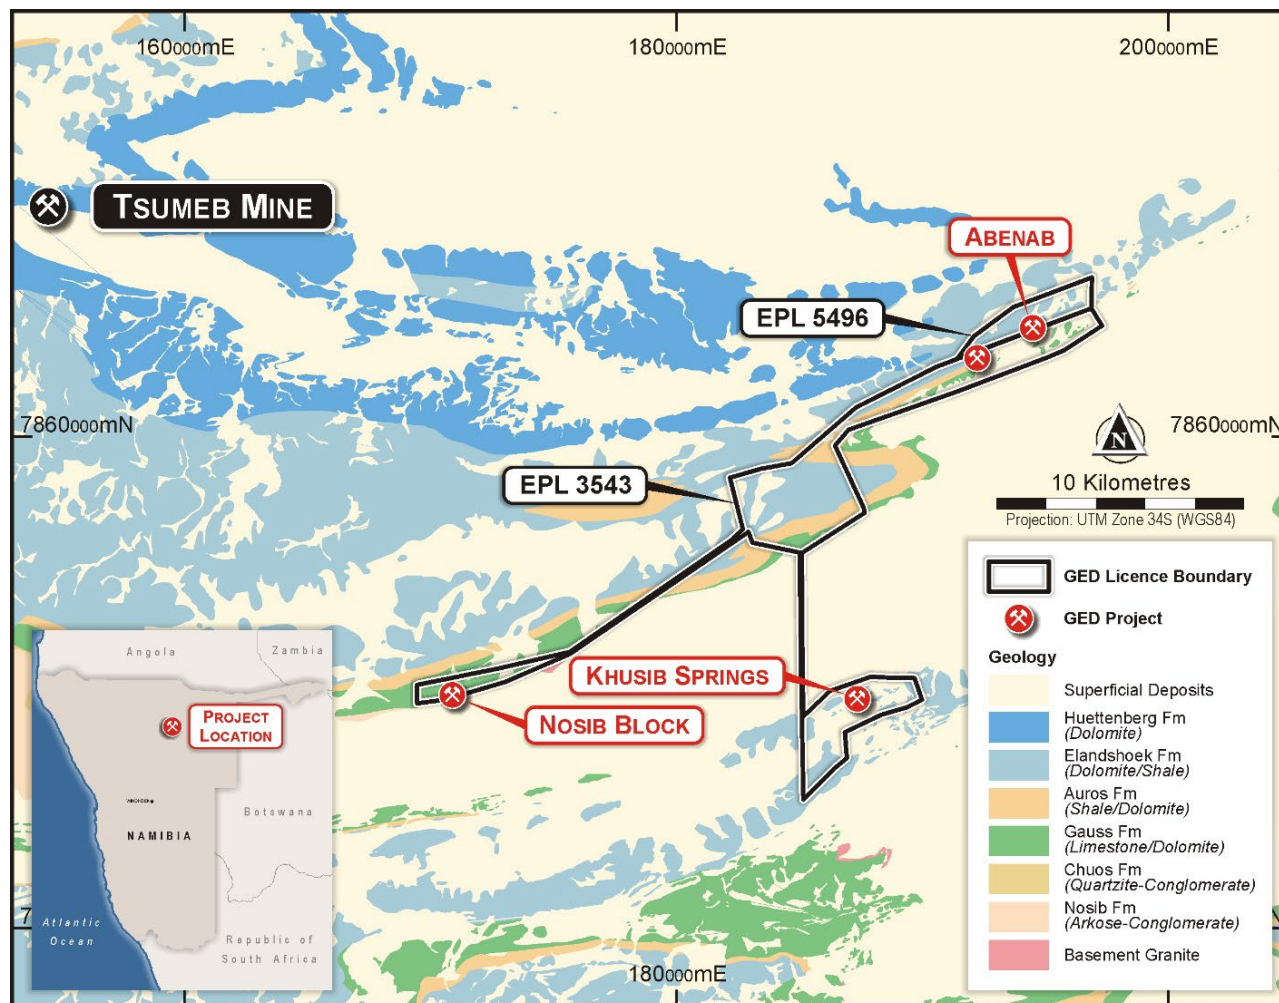 160000mE
180000mE
200000mE
TSUMEB MINE
ABENAB
EPL 5496
7860000mN
7860000mN
N
EPL 3543
10 Kilometres
Projection: UTM Zone 34S (WGS84)
KHUSIB SPRINGS
NOSIB BLOCK
GED Licence Boundary
GED Project
Geology
Superficial Deposits
Huettenberg Fm
(Dolomite)
Elandshoek Fm
(Dolomite/Shale)
Auros Fm
(Shale/Dolomite)
Gauss Fm
(Limestone/Dolomite)
Chuos Fm
(Quartzite-Conglomerate)
Nosib Fm
(Arkose-Conglomerate)
Basement Granite
Angola
Zambia
PROJECT
LOCATION
NAMIBIA
Botswana
Atlantic
Ocean
Republic of
South Africa
7
180000mE